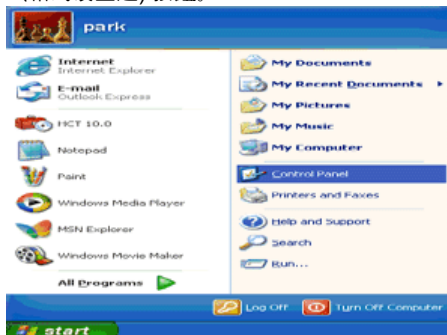 park
Internet
Internet Explorer
E-mail
Outlook Express
HCT 10.0
Notepad
Paint
Windows Media Player
MSN Explorer
Windows Movie Maker
All Programs
My Documents
My Recent Documents
My Pictures
My Music
My Computer
Control Panel
Printers and Faxes
Help and Support
Search
Run...
Log Off
Turn Off Computer
start